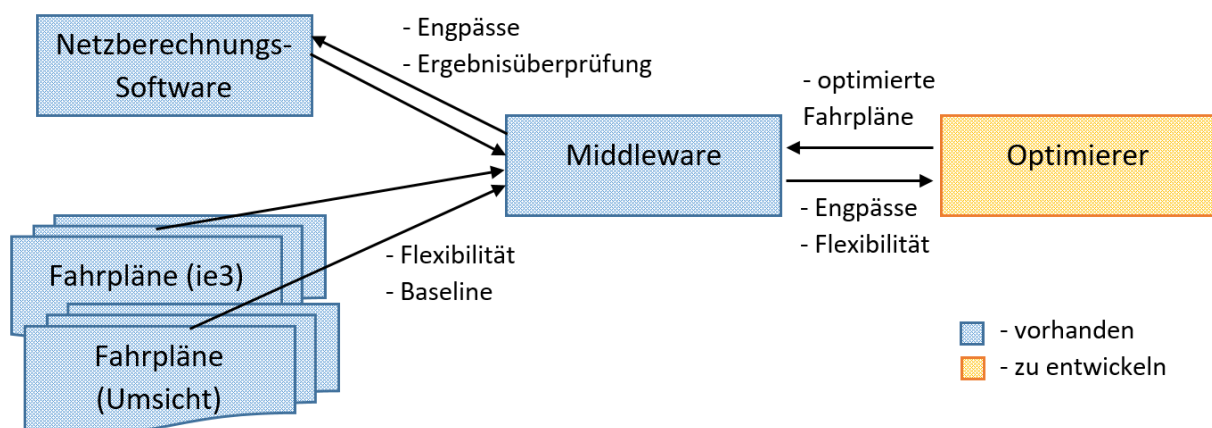 Netzberechnungs-
Software
- Engpässe
- Ergebnisüberprüfung
Middleware
- optimierte
Fahrpläne
Optimierer
- Engpässe
- Flexibilität
Fahrpläne (ie3)
- Flexibilität
- Baseline
Fahrpläne
(Umsicht)
- vorhanden
- zu entwickeln